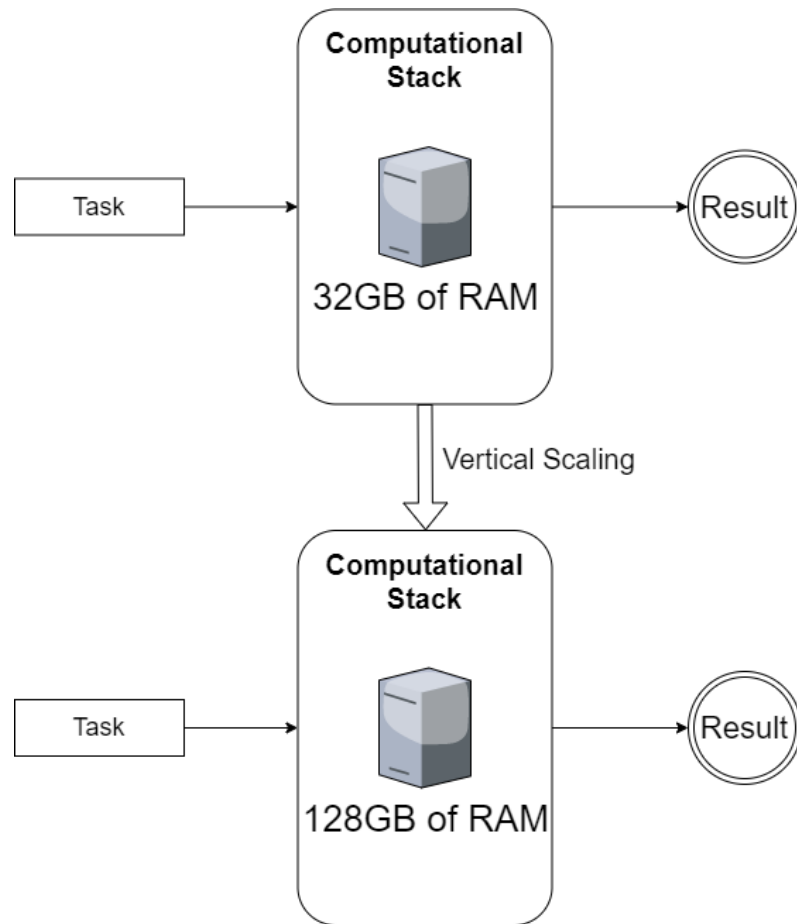 Computational
Stack
Task
32GB of RAM
Result
Vertical Scaling
Computational
Stack
Task
128GB of RAM
Result